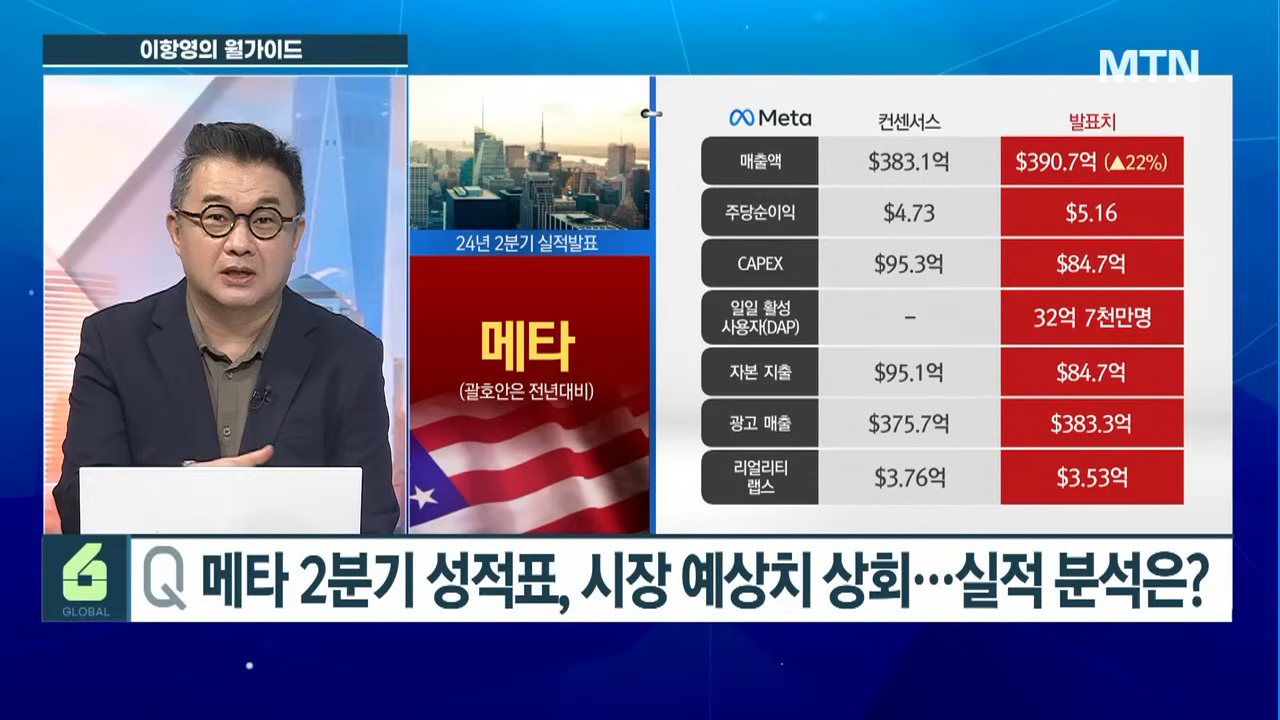 이항영의 월가이드
MTN
24년 2분기 실적발표
메타
(괄호안은 전년대비)
Meta 컨센서스 발표치
매출액 $383.1억 $390.7억 (▲22%)
주당순이익 $4.73 $5.16
CAPEX $95.3억 $84.7억
일일 활성
사용자(DAP) - 32억 7천만명
자본 지출 $95.1억 $84.7억
광고 매출 $375.7억 $383.3억
리얼리티
랩스 $3.76억 $3.53억
6
GLOBAL
Q 메타 2분기 성적표, 시장 예상치 상회…실적 분석은?